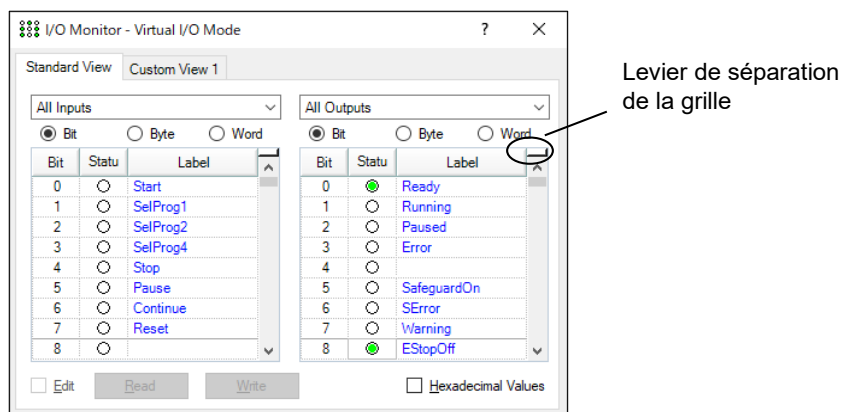 I/O Monitor - Virtual I/O Mode ? ×
Standard View Custom View 1
Levier de séparation
de la grille
All Inputs All Outputs
Bit Byte Word Bit Byte Word
Bit Statu Label Bit Statu Label
0 Start 0 Ready
1 SelProg1 1 Running
2 SelProg2 2 Paused
3 SelProg4 3 Error
4 Stop 4
5 Pause 5 SafeguardOn
6 Continue 6 SError
7 Reset 7 Warning
8 8 EStopOff
Edit Read Write Hexadecimal Values